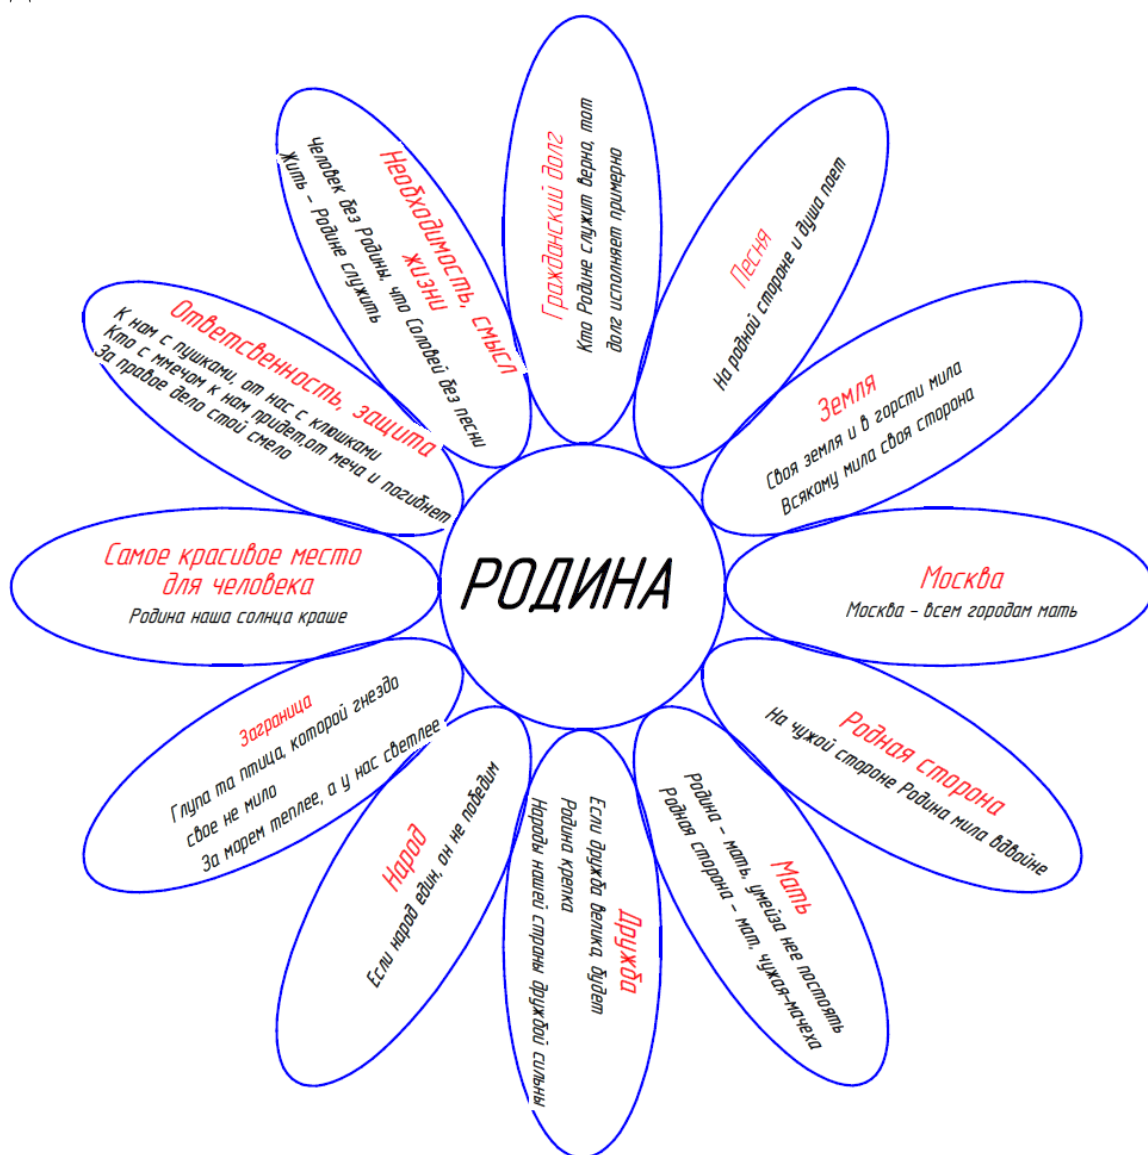 РОДИНА
Гражданский долг
Кто Родине служит верно, тот
долг исполняет примерно
Песня
На родной стороне и душа поет
Земля
Своя земля и в горсти мила
Всякому мила своя сторона
Москва
Москва - всем городам мать
Родная сторона
На чужой стороне Родина мила вдвойне
Мать
Родина - мать, умейза нее постоять
Родная сторона - мат, чужая-мачеха
Дружба
Если дружба велика, будет
Родина крепка
Народы нашей страны дружбой сильны
Народ
Если народ един, он не победим
Заграница
Глупа та птица, которой гнездо
свое не мило
За морем теплее, а у нас светлее
Самое красивое место
для человека
Родина наша солнца краше
Ответсвенность, защита
К нам с пушками, от нас с клюшками
Кто с ммечом к нам придет,от меча и погибнет
За правое дело стой смело
Необходимость, смысл
жизни
Человек без Родины, что Соловей без песни
Жить - Родине служить